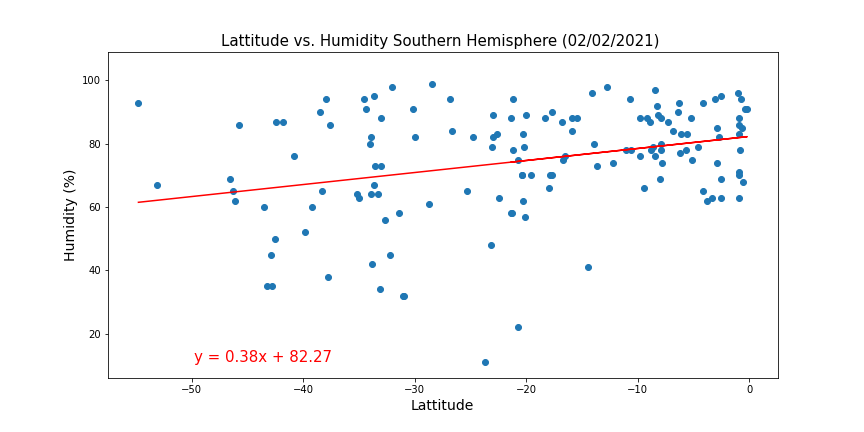 Lattitude vs. Humidity Southern Hemisphere (02/02/2021)
Humidity (%)
100
80
60
40
20
y = 0.38x + 82.27
−50
−40
−30
−20
−10
0
Lattitude